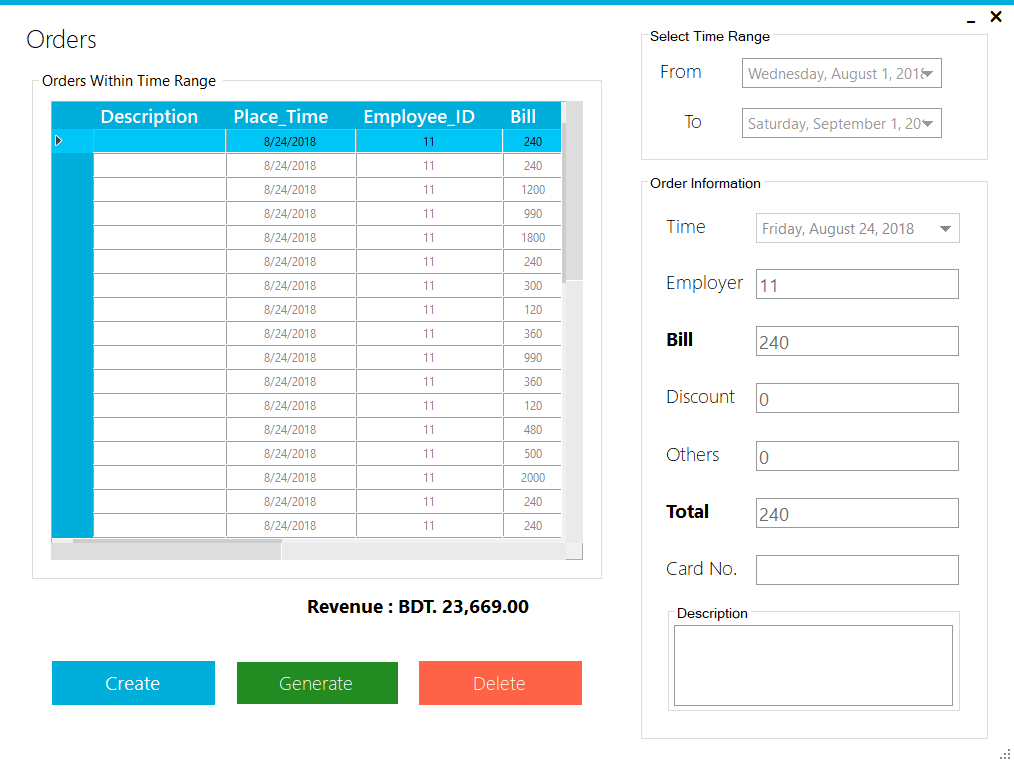 Orders
Orders Within Time Range
Description Place_Time Employee_ID Bill
8/24/2018 11 240
8/24/2018 11 240
8/24/2018 11 1200
8/24/2018 11 990
8/24/2018 11 1800
8/24/2018 11 240
8/24/2018 11 300
8/24/2018 11 120
8/24/2018 11 360
8/24/2018 11 990
8/24/2018 11 360
8/24/2018 11 120
8/24/2018 11 480
8/24/2018 11 500
8/24/2018 11 2000
8/24/2018 11 240
8/24/2018 11 240
Revenue : BDT. 23,669.00
Create Generate Delete
Select Time Range
From Wednesday, August 1, 2018
To Saturday, September 1, 20
Order Information
Time Friday, August 24, 2018
Employer 11
Bill 240
Discount 0
Others 0
Total 240
Card No.
Description